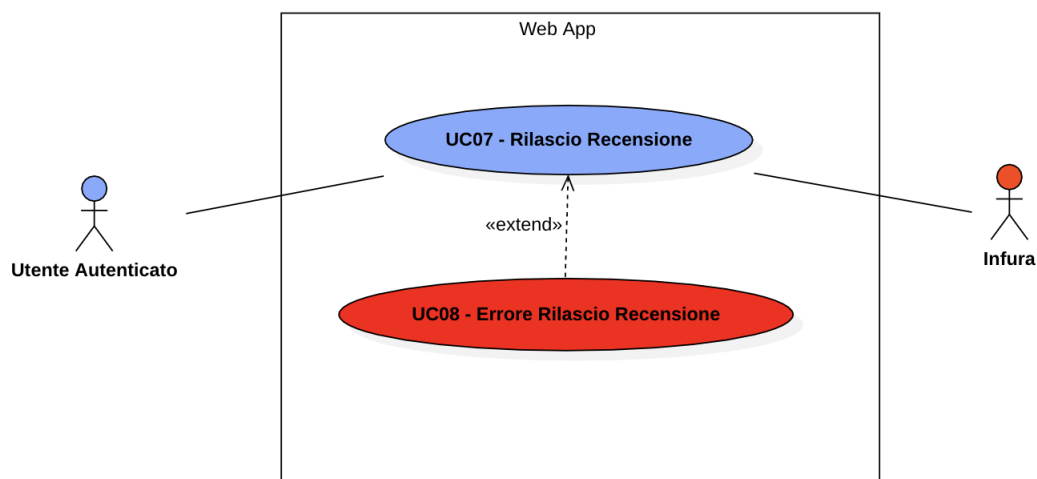 Web App
UC07 - Rilascio Recensione
«extend»
Utente Autenticato
Infura
UC08 - Errore Rilascio Recensione